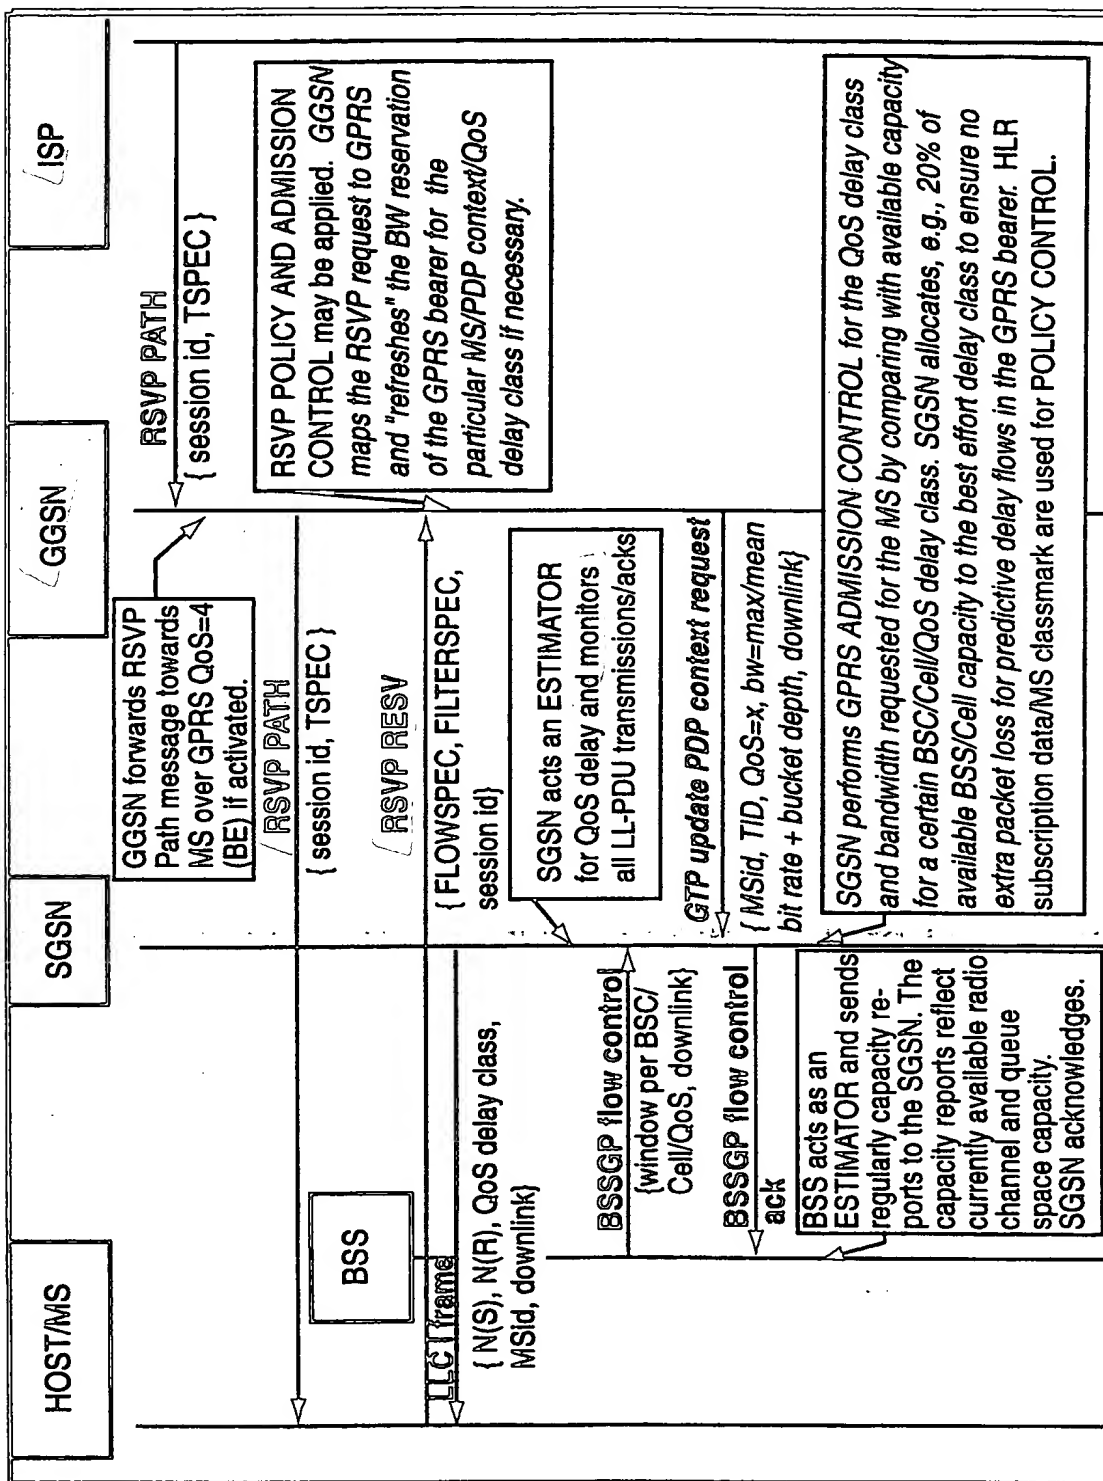 HOST/MS
SGSN
GGSN
ISP
RSVP PATH
{ session id, TSPEC }
GGSN forwards RSVP
Path message towards
MS over GPRS QoS=4
(BE) if activated.
RSVP POLICY AND ADMISSION
CONTROL may be applied. GGSN
maps the RSVP request to GPRS
and "refreshes" the BW reservation
of the GPRS bearer for the
particular MS/PDP context/QoS
delay class if necessary.
RSVP PATH
{ session id, TSPEC }
BSS
RSVP RESV
{ FLOWSPEC, FILTERSPEC,
session id}
LLC I frame
{ N(S), N(R), QoS delay class,
MSid, downlink}
SGSN acts an ESTIMATOR
for QoS delay and monitors
all LL-PDU transmissions/acks
BSSGP flow control
{window per BSC/
Cell/QoS, downlink}
GTP update PDP context request
{ MSid, TID, QoS=x, bw=max/mean
bit rate + bucket depth, downlink}
BSSGP flow control
ack
BSS acts as an
ESTIMATOR and sends
regularly capacity re-
ports to the SGSN. The
capacity reports reflect
currently available radio
channel and queue
space capacity.
SGSN acknowledges.
SGSN performs GPRS ADMISSION CONTROL for the QoS delay class
and bandwidth requested for the MS by comparing with available capacity
for a certain BSC/Cell/QoS delay class. SGSN allocates, e.g., 20% of
available BSS/Cell capacity to the best effort delay class to ensure no
extra packet loss for predictive delay flows in the GPRS bearer. HLR
subscription data/MS classmark are used for POLICY CONTROL.